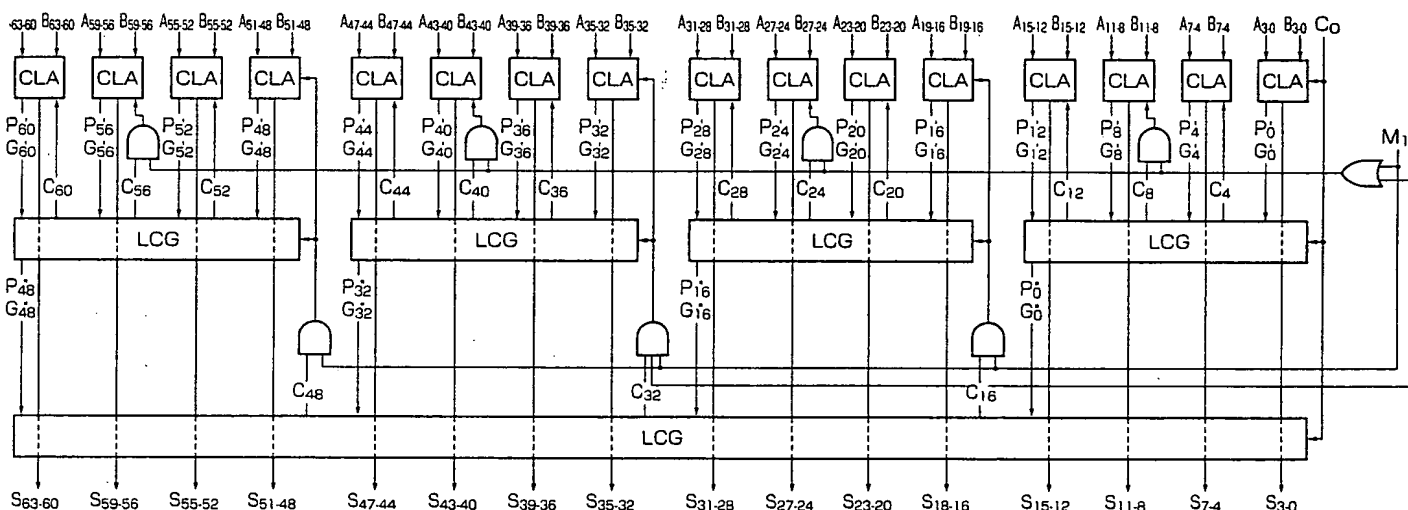 -63-60 B63-60 A59-56 B59-56 A55-52 B55-52 A51-48 B51-48 A47-44 B47-44 A43-40 B43-40 A39-36 B39-36 A35-32 B35-32 A31-28 B31-28 A27-24 B27-24 A23-20 B23-20 A19-16 B19-16 A15-12 B15-12 A11-8 B11-8 A7-4 B7-4 A3-0 B3-0 C0
CLA CLA CLA CLA CLA CLA CLA CLA CLA CLA CLA CLA CLA CLA CLA CLA
P'60 P'56 P'52 P'48 P'44 P'40 P'36 P'32 P'28 P'24 P'20 P'16 P'12 P'8 P'4 P'0 M1
G'60 G'56 G'52 G'48 G'44 G'40 G'36 G'32 G'28 G'24 G'20 G'16 G'12 G'8 G'4 G'0
C60 C56 C52 C44 C40 C36 C28 C24 C20 C12 C8 C4
LCG LCG LCG LCG
P"48 P"32 P"16 P"0
G"48 G"32 G"16 G"0
C48 C32 C16
LCG
S63-60 S59-56 S55-52 S51-48 S47-44 S43-40 S39-36 S35-32 S31-28 S27-24 S23-20 S18-16 S15-12 S11-8 S7-4 S3-0